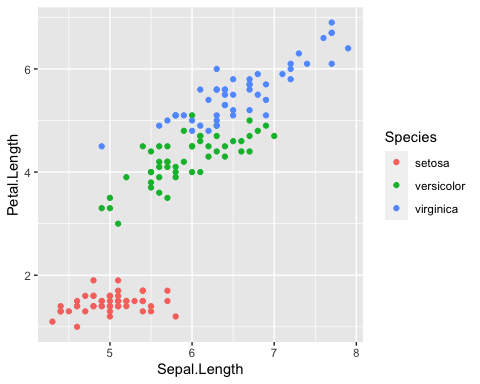 6
4
2
5
6
7
8
Sepal.Length
Petal.Length
Species
setosa
versicolor
virginica